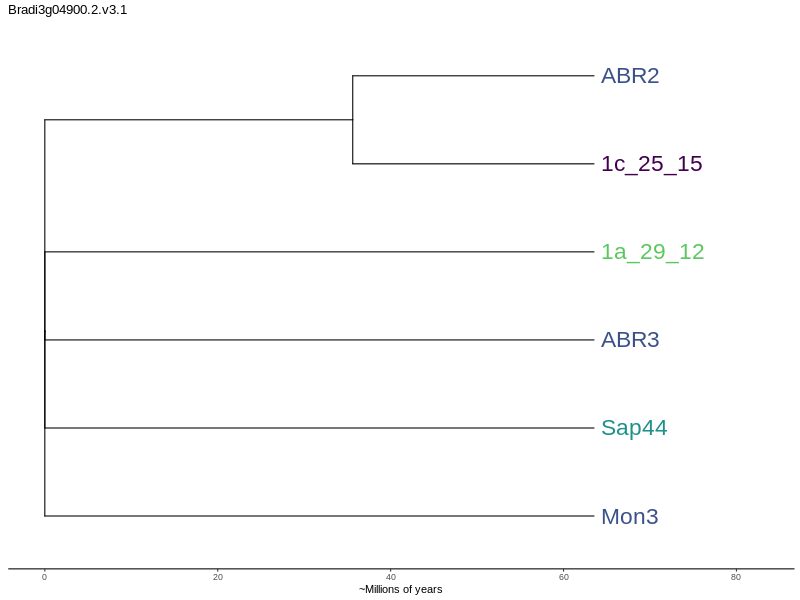 Bradi3g04900.2.v3.1
ABR2
1c_25_15
1a_29_12
ABR3
Sap44
Mon3
0 20 40 60 80
~Millions of years